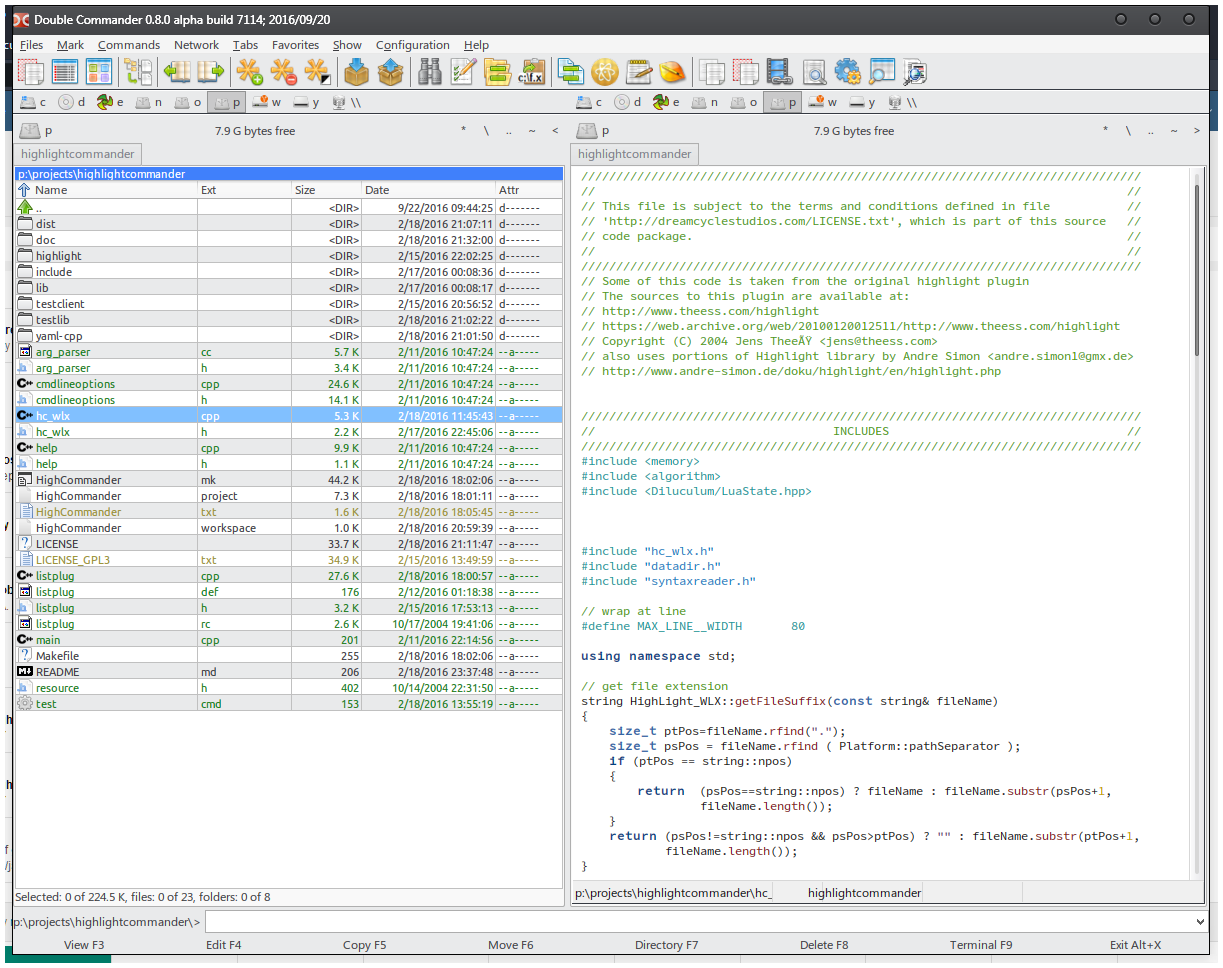 Double Commander 0.8.0 alpha build 7114; 2016/09/20
Files Mark Commands Network Tabs Favorites Show Configuration Help
c d e n o p w y \\
c d e n o p w y \\
p 7.9 G bytes free * \ .. ~ <
p 7.9 G bytes free * \ .. ~ >
highlightcommander
p:\projects\highlightcommander
Name Ext Size Date Attr
.. <DIR> 9/22/2016 09:44:25 d-------
dist <DIR> 2/18/2016 21:07:11 d-------
doc <DIR> 2/18/2016 21:32:00 d-------
highlight <DIR> 2/15/2016 22:02:25 d-------
include <DIR> 2/17/2016 00:08:36 d-------
lib <DIR> 2/17/2016 00:08:17 d-------
testclient <DIR> 2/15/2016 20:56:52 d-------
testlib <DIR> 2/18/2016 21:02:22 d-------
yaml-cpp <DIR> 2/18/2016 21:01:50 d-------
arg_parser cc 5.7 K 2/11/2016 10:47:24 --a-----
arg_parser h 3.4 K 2/11/2016 10:47:24 --a-----
cmdlineoptions cpp 24.6 K 2/11/2016 10:47:24 --a-----
cmdlineoptions h 14.1 K 2/11/2016 10:47:24 --a-----
hc_wlx cpp 5.3 K 2/18/2016 11:45:43 --a-----
hc_wlx h 2.2 K 2/17/2016 22:45:06 --a-----
help cpp 9.9 K 2/11/2016 10:47:24 --a-----
help h 1.1 K 2/11/2016 10:47:24 --a-----
HighCommander mk 44.2 K 2/18/2016 18:02:06 --a-----
HighCommander project 7.3 K 2/18/2016 18:01:11 --a-----
HighCommander txt 1.6 K 2/18/2016 18:05:45 --a-----
HighCommander workspace 1.0 K 2/18/2016 20:59:39 --a-----
LICENSE 33.7 K 2/18/2016 21:11:47 --a-----
LICENSE_GPL3 txt 34.9 K 2/15/2016 13:49:59 --a-----
listplug cpp 27.6 K 2/18/2016 18:00:57 --a-----
listplug def 176 2/12/2016 01:18:38 --a-----
listplug h 3.2 K 2/15/2016 17:53:13 --a-----
listplug rc 2.6 K 10/17/2004 19:41:06 --a-----
main cpp 201 2/11/2016 22:14:56 --a-----
Makefile 255 2/18/2016 18:02:06 --a-----
README md 206 2/18/2016 23:37:48 --a-----
resource h 402 10/14/2004 22:31:50 --a-----
test cmd 153 2/18/2016 13:55:19 --a-----
Selected: 0 of 224.5 K, files: 0 of 23, folders: 0 of 8
highlightcommander
////////////////////////////////////////////////////////////////////////////////
// //
// This file is subject to the terms and conditions defined in file //
// 'http://dreamcyclestudios.com/LICENSE.txt', which is part of this source //
// code package. //
// //
////////////////////////////////////////////////////////////////////////////////
// Some of this code is taken from the original highlight plugin
// The sources to this plugin are available at:
// http://www.theess.com/highlight
// https://web.archive.org/web/20100120012511/http://www.theess.com/highlight
// Copyright (C) 2004 Jens TheeÃŸ <jens@theess.com>
// also uses portions of Highlight library by Andre Simon <andre.simon1@gmx.de>
// http://www.andre-simon.de/doku/highlight/en/highlight.php
////////////////////////////////////////////////////////////////////////////////
// INCLUDES //
////////////////////////////////////////////////////////////////////////////////
#include <memory>
#include <algorithm>
#include <Diluculum/LuaState.hpp>
#include "hc_wlx.h"
#include "datadir.h"
#include "syntaxreader.h"
// wrap at line
#define MAX_LINE__WIDTH 80
using namespace std;
// get file extension
string HighLight_WLX::getFileSuffix(const string& fileName)
{
size_t ptPos=fileName.rfind(".");
size_t psPos = fileName.rfind ( Platform::pathSeparator );
if (ptPos == string::npos)
{
return (psPos==string::npos) ? fileName : fileName.substr(psPos+1,
fileName.length());
}
return (psPos!=string::npos && psPos>ptPos) ? "" : fileName.substr(ptPos+1,
fileName.length());
}
p:\projects\highlightcommander\hc_ highlightcommander
p:\projects\highlightcommander\>
View F3 Edit F4 Copy F5 Move F6 Directory F7 Delete F8 Terminal F9 Exit Alt+X